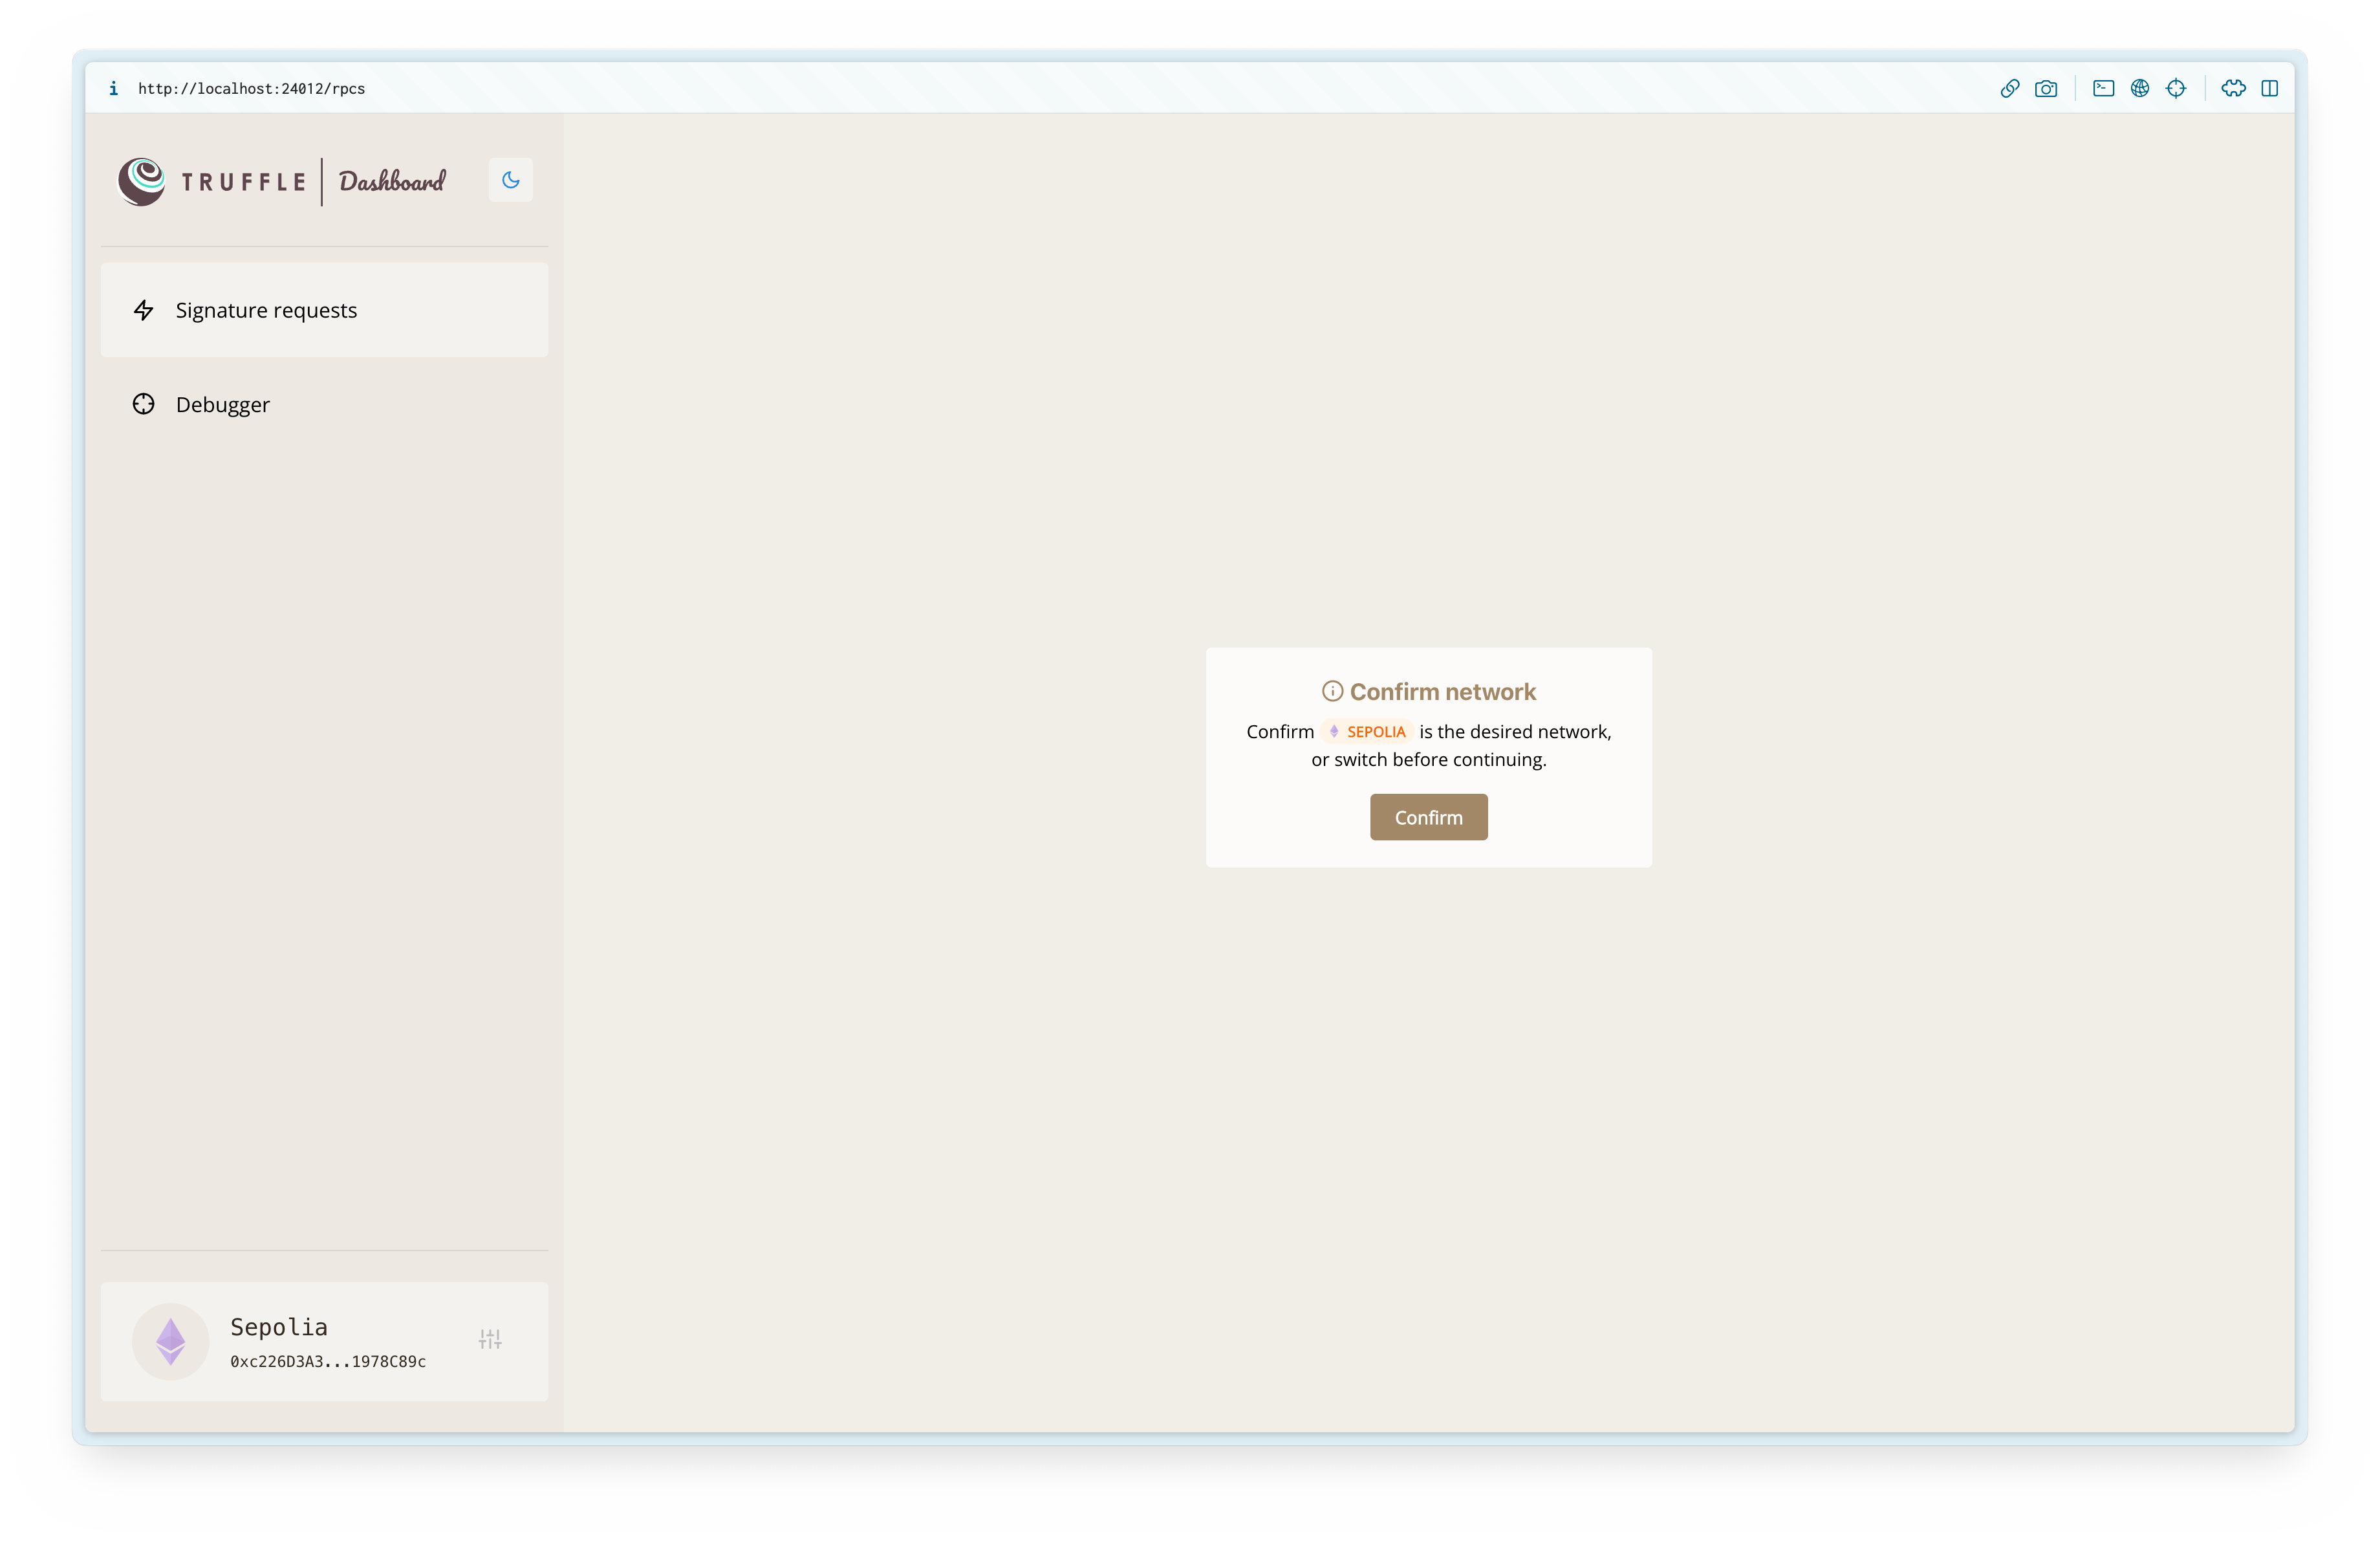 i http://localhost:24012/rpcs
TRUFFLE Dashboard
Signature requests
Debugger
Confirm network
Confirm SEPOLIA is the desired network,
or switch before continuing.
Confirm
Sepolia
0xc226D3A3...1978C89c